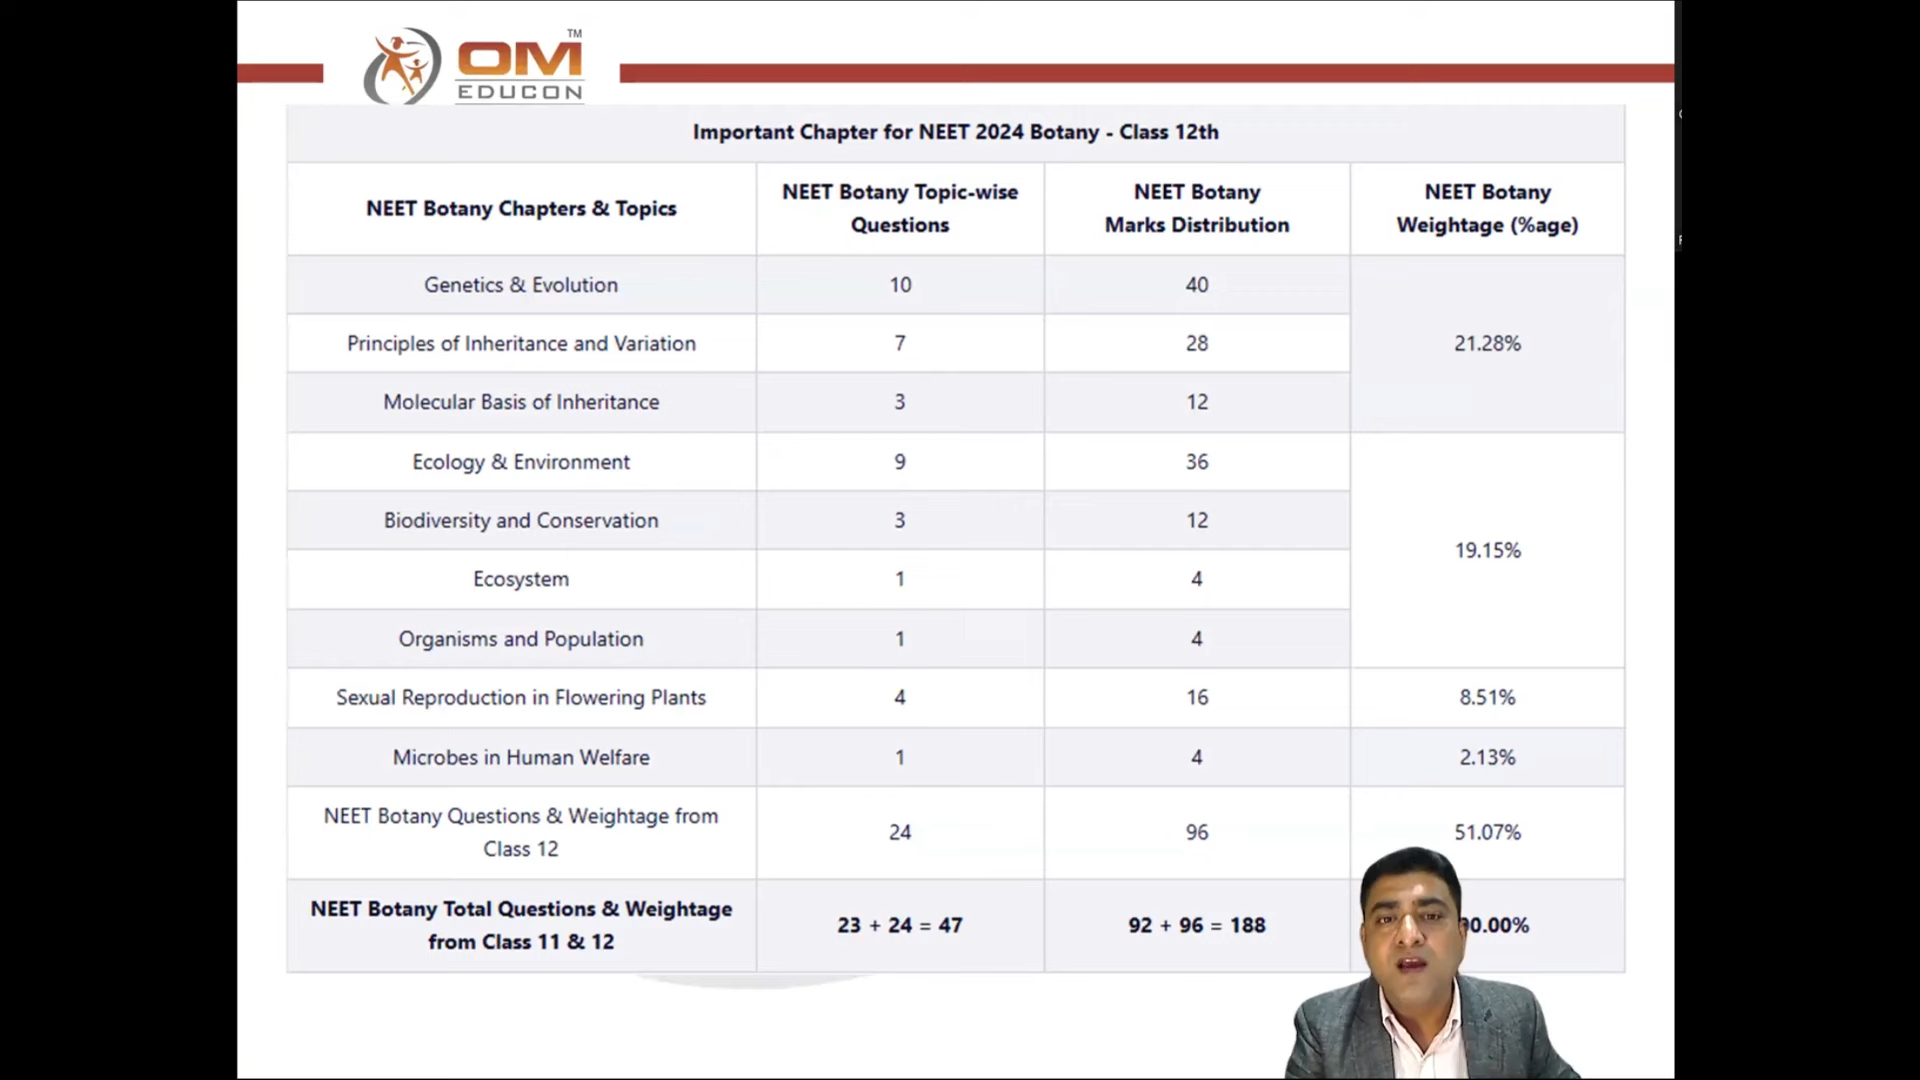 TM
OM
EDUCON
Important Chapter for NEET 2024 Botany - Class 12th
NEET Botany Chapters & Topics
NEET Botany Topic-wise
Questions
NEET Botany
Marks Distribution
NEET Botany
Weightage (%age)
Genetics & Evolution
10
40
21.28%
Principles of Inheritance and Variation
7
28
Molecular Basis of Inheritance
3
12
Ecology & Environment
9
36
19.15%
Biodiversity and Conservation
3
12
Ecosystem
1
4
Organisms and Population
1
4
Sexual Reproduction in Flowering Plants
4
16
8.51%
Microbes in Human Welfare
1
4
2.13%
NEET Botany Questions & Weightage from
Class 12
24
96
51.07%
NEET Botany Total Questions & Weightage
from Class 11 & 12
23 + 24 = 47
92 + 96 = 188
0.00%